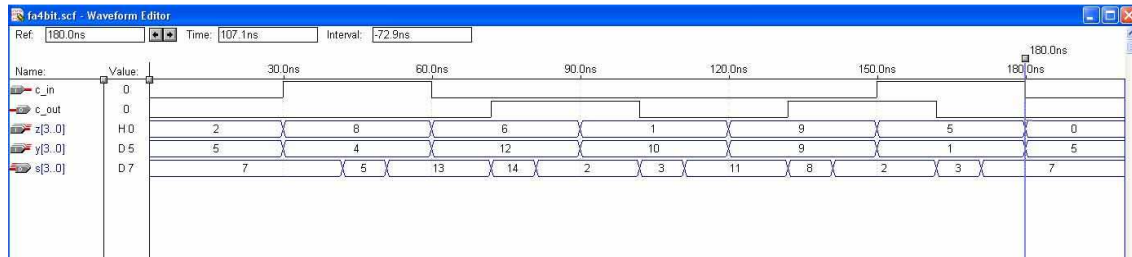 fa4bit.scf - Waveform Editor
Ref: 180.0ns Time: 107.1ns Interval: -72.9ns
180.0ns
Name: Value: 30.0ns 60.0ns 90.0ns 120.0ns 150.0ns 180.0ns
c_in 0
c_out 0
z[3..0] H 0 2 8 6 1 9 5 0
y[3..0] D 5 5 4 12 10 9 1 5
s[3..0] D 7 7 5 13 14 2 3 11 8 2 3 7